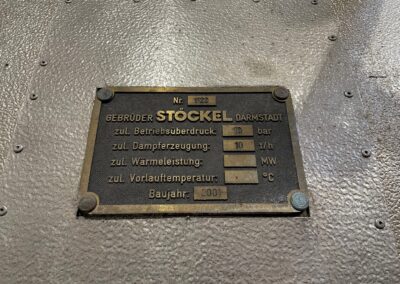 Nr.
GEBRÜDER STÖCKEL DARMSTADT
zul. Betriebsüberdruck: bar
zul. Dampferzeugung: 10 t/h
zul. Wärmeleistung: MW
zul. Vorlauftemperatur: °C
Baujahr: